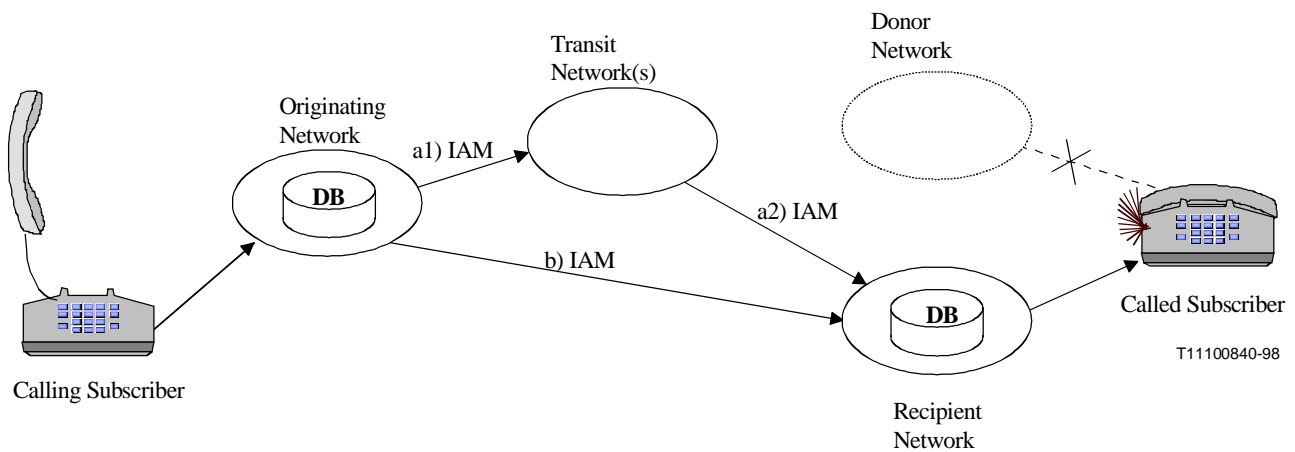 Donor
Network
Transit
Network(s)
Originating
Network
a1) IAM
DB
a2) IAM
b) IAM
DB
Called Subscriber
T11100840-98
Calling Subscriber
Recipient
Network